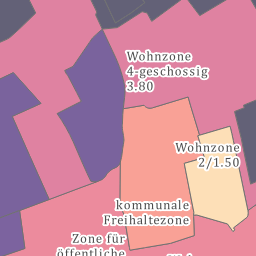 Wohnzone
4-geschossig
3.80
Wohnzone
2/1.50
kommunale
Freihaltezone
Zone für
öffentliche